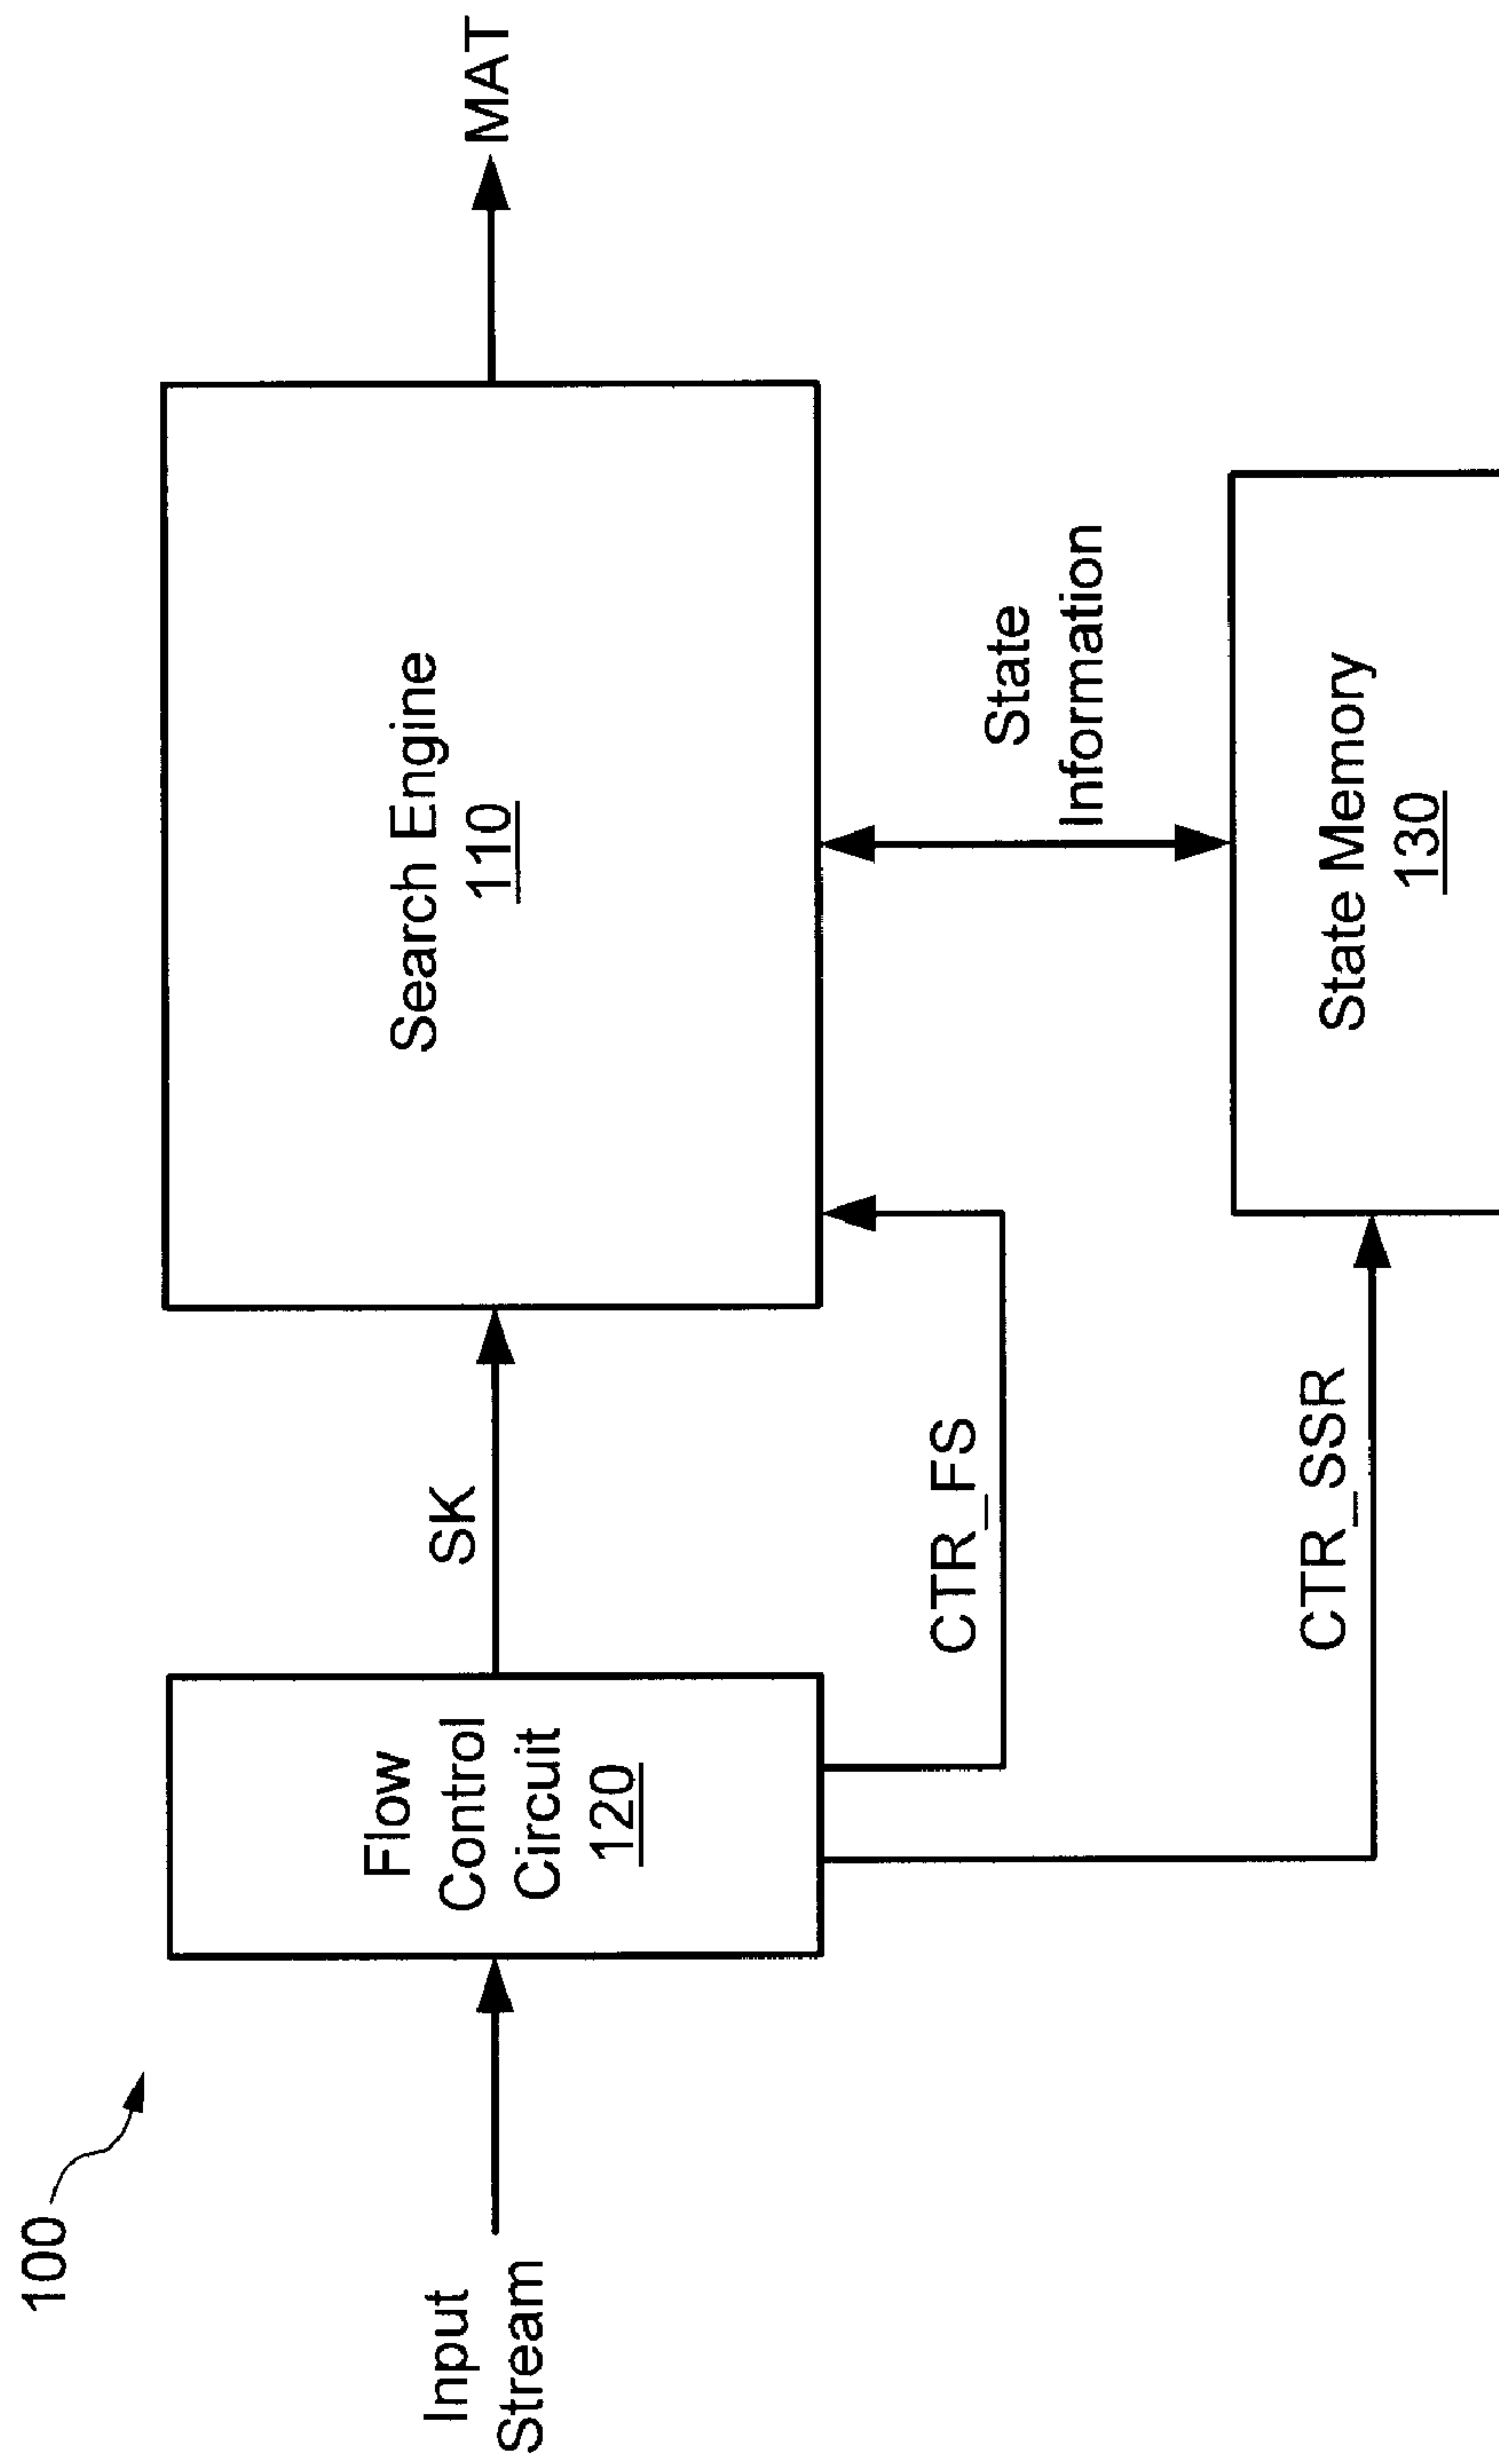 100
Input
Stream
Flow
Control
Circuit
120
SK
CTR_FS
CTR_SSR
Search Engine
110
State
Information
State Memory
130
MAT